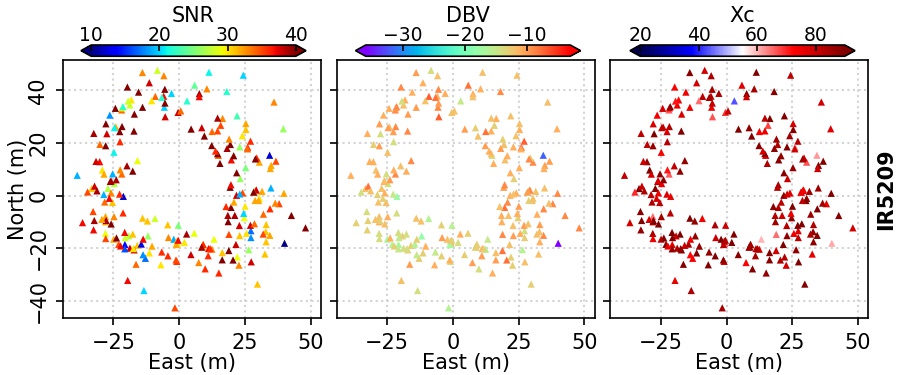 SNR DBV Xc
10 20 30 40 −30 −20 −10 20 40 60 80
North (m)
40
20
0
−20
−40
IR5209
−25 0 25 50 −25 0 25 50 −25 0 25 50
East (m) East (m) East (m)